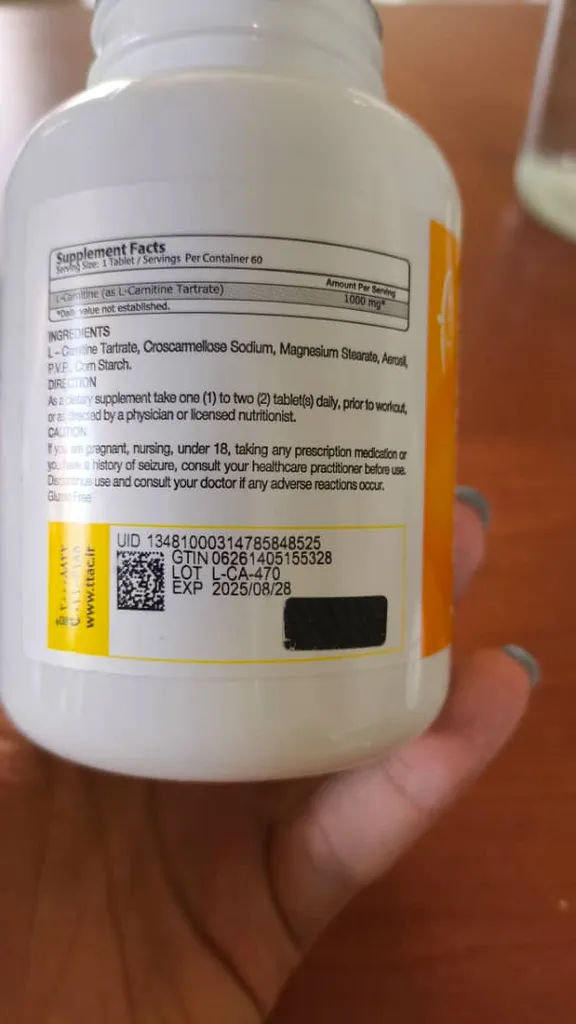 Supplement Facts
Serving Size: 1 Tablet / Servings Per Container 60
Amount Per Serving
L-Carnitine (as L-Carnitine Tartrate)
1000 mg*
*Daily value not established.
INGREDIENTS
L - Carnitine Tartrate, Croscarmellose Sodium, Magnesium Stearate, Aerosil,
P.V.P., Corn Starch.
DIRECTION
As a dietary supplement take one (1) to two (2) tablet(s) daily, prior to workout,
or as directed by a physician or licensed nutritionist.
CAUTION
If you are pregnant, nursing, under 18, taking any prescription medication or
you have a history of seizure, consult your healthcare practitioner before use.
Discontinue use and consult your doctor if any adverse reactions occur.
Gluten Free
www.ttac.ir
UID 13481000314785848525
GTIN 06261405155328
LOT L-CA-470
EXP 2025/08/28